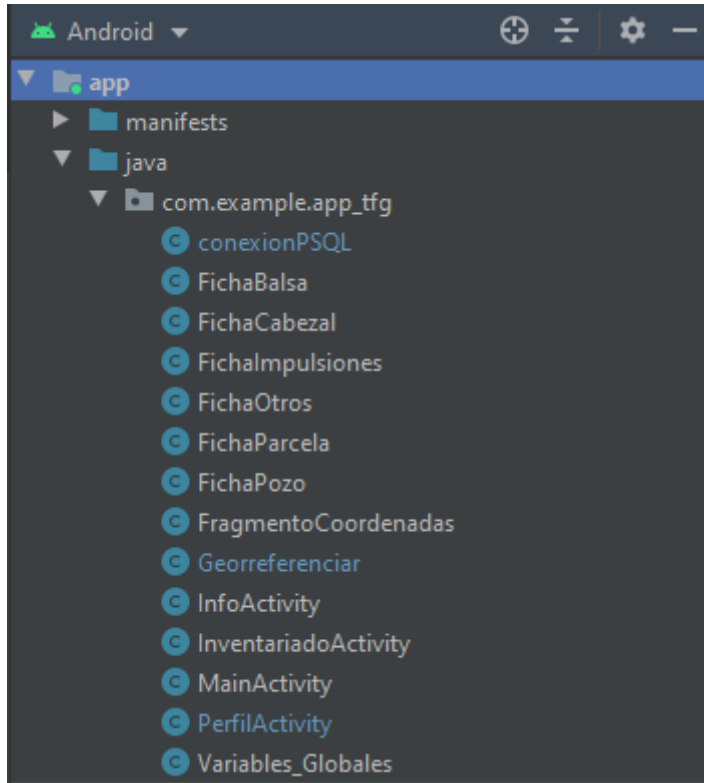 Android
app
manifests
java
com.example.app_tfg
C conexionPSQL
C FichaBalsa
C FichaCabezal
C FichaImpulsiones
C FichaOtros
C FichaParcela
C FichaPozo
C FragmentoCoordenadas
C Georreferenciar
C InfoActivity
C InventariadoActivity
C MainActivity
C PerfilActivity
C Variables_Globales